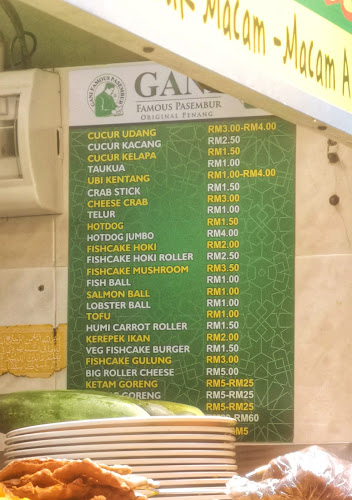 Macam - Macam A
GANI FAMOUS PASEMBUR
GANI
FAMOUS PASEMBUR
ORIGINAL PENANG
CUCUR UDANG RM3.00-RM4.00
CUCUR KACANG RM2.50
CUCUR KELAPA RM1.50
TAUKUA RM1.00
UBI KENTANG RM1.00-RM4.00
CRAB STICK RM1.50
CHEESE CRAB RM3.00
TELUR RM1.00
HOTDOG RM1.50
HOTDOG JUMBO RM4.00
FISHCAKE HOKI RM2.00
FISHCAKE HOKI ROLLER RM2.50
FISHCAKE MUSHROOM RM3.50
FISH BALL RM1.00
SALMON BALL RM1.00
LOBSTER BALL RM1.00
TOFU RM1.00
HUMI CARROT ROLLER RM1.50
KEREPEK IKAN RM2.00
VEG FISHCAKE BURGER RM1.50
FISHCAKE GULUNG RM3.00
BIG ROLLER CHEESE RM5.00
KETAM GORENG RM5-RM25
GORENG RM5-RM25
RM5-RM25
RM60
RM5